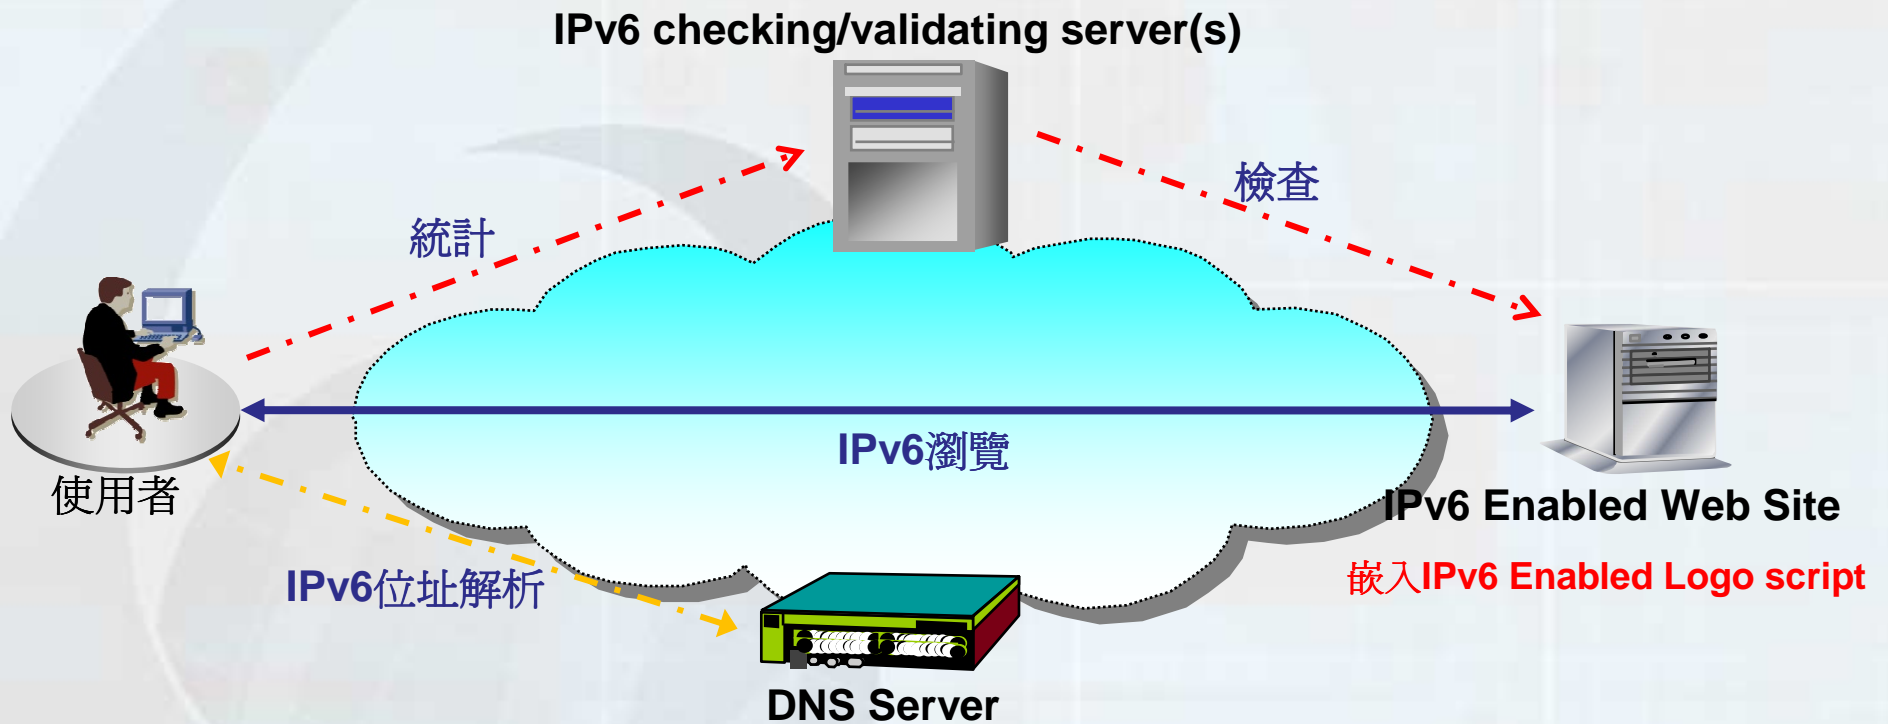 IPv6 checking/validating server(s)
檢查
統計
IPv6瀏覽
使用者
IPv6 Enabled Web Site
嵌入IPv6 Enabled Logo script
IPv6位址解析
DNS Server